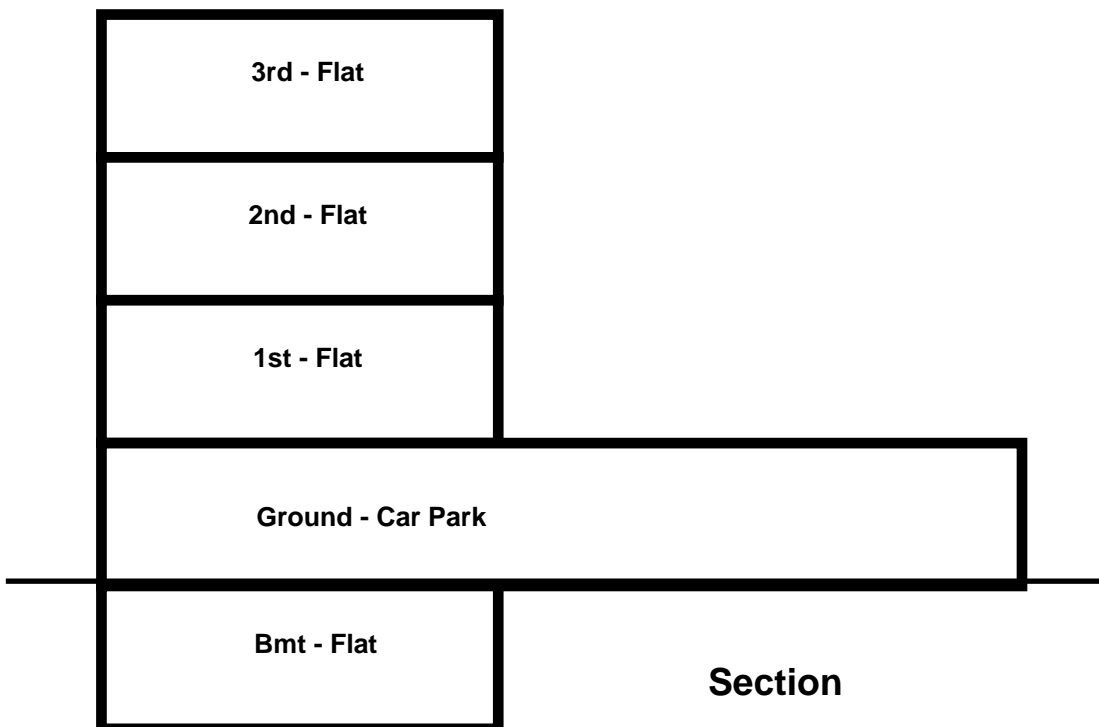 3rd - Flat
2nd - Flat
1st - Flat
Ground - Car Park
Bmt - Flat
Section